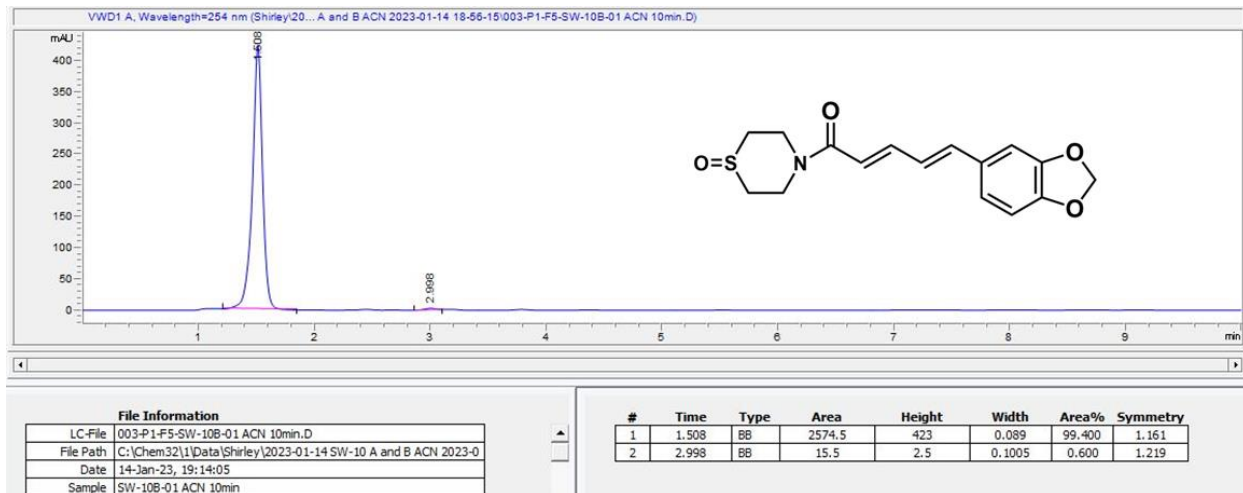 VWD1 A, Wavelength=254 nm (Shirley\20... A and B ACN 2023-01-14 18-56-15\003-P1-F5-SW-10B-01 ACN 10min.D)
mAU
400
350
300
250
200
150
100
50
0
1.508
2.998
1 2 3 4 5 6 7 8 9 min
O
O=S
N
O
O
File Information
LC-File 003-P1-F5-SW-10B-01 ACN 10min.D
File Path C:\Chem32\1\Data\Shirley\2023-01-14 SW-10 A and B ACN 2023-0
Date 14-Jan-23, 19:14:05
Sample SW-10B-01 ACN 10min
# Time Type Area Height Width Area% Symmetry
1 1.508 BB 2574.5 423 0.089 99.400 1.161
2 2.998 BB 15.5 2.5 0.1005 0.600 1.219